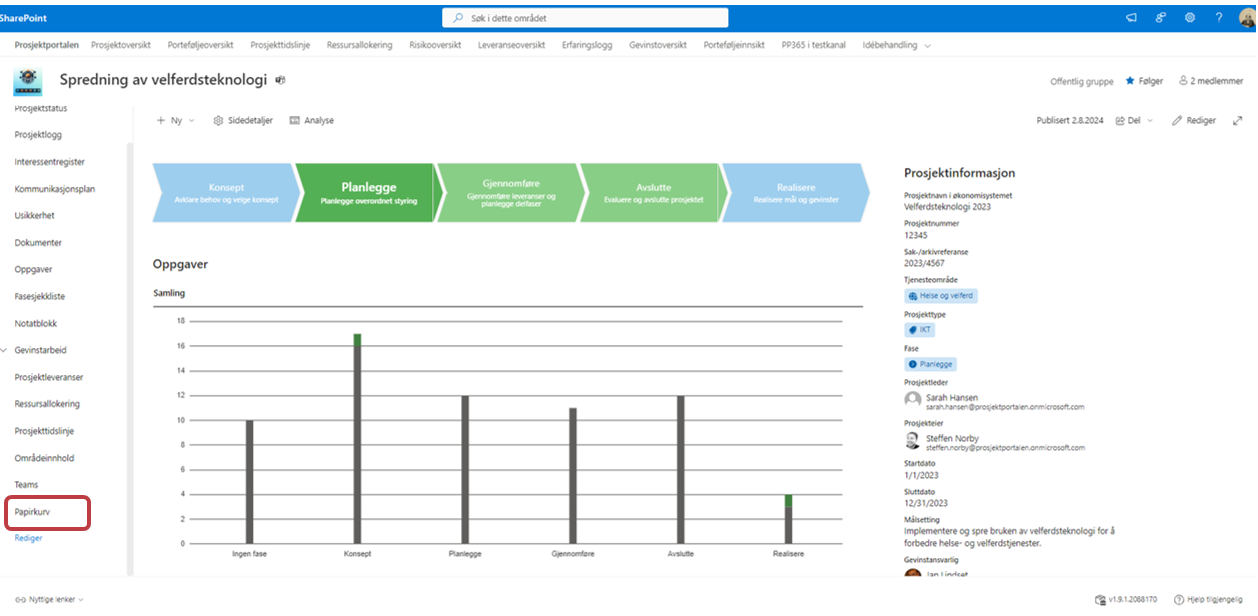 SharePoint
Søk i dette området
?
Prosjektportalen Prosjektoversikt Porteføljeoversikt Prosjekttidslinje Ressursallokering Risikooversikt Leveranseoversikt Erfaringslogg Gevinstoversikt Porteføljeinnsikt PP365 i testkanal Idébehandling
Spredning av velferdsteknologi
Offentlig gruppe Følger 2 medlemmer
Prosjektstatus
Prosjektlogg
Interessentregister
Kommunikasjonsplan
Usikkerhet
Dokumenter
Oppgaver
Fasesjekkliste
Notatblokk
Gevinstarbeid
Prosjektleveranser
Ressursallokering
Prosjekttidslinje
Områdeinnhold
Teams
Papirkurv
Rediger
+ Ny Sidedetaljer Analyse
Publisert 2.8.2024 Del Rediger
Konsept
Avklare behov og velge konsept
Planlegge
Planlegge overordnet styring
Gjennomføre
Gjennomføre leveranser og
planlegge delfaser
Avslutte
Evaluere og avslutte prosjektet
Realisere
Realisere mål og gevinster
Oppgaver
Samling
18
16
14
12
10
8
6
4
2
0
Ingen fase Konsept Planlegge Gjennomføre Avslutte Realisere
Prosjektinformasjon
Prosjektnavn i økonomisystemet
Velferdsteknologi 2023
Prosjektnummer
12345
Sak-/arkivreferanse
2023/4567
Tjenesteområde
Helse og velferd
Prosjekttype
IKT
Fase
Planlegge
Prosjektleder
Sarah Hansen
sarah.hansen@prosjektportalen.onmicrosoft.com
Prosjekteier
Steffen Norby
steffen.norby@prosjektportalen.onmicrosoft.com
Startdato
1/1/2023
Sluttdato
12/31/2023
Målsetting
Implementere og spre bruken av velferdsteknologi for å
forbedre helse- og velferdstjenester.
Gevinstansvarlig
Jan Lindset
Nyttige lenker
v1.9.1.2088170 Hjelp tilgjengelig